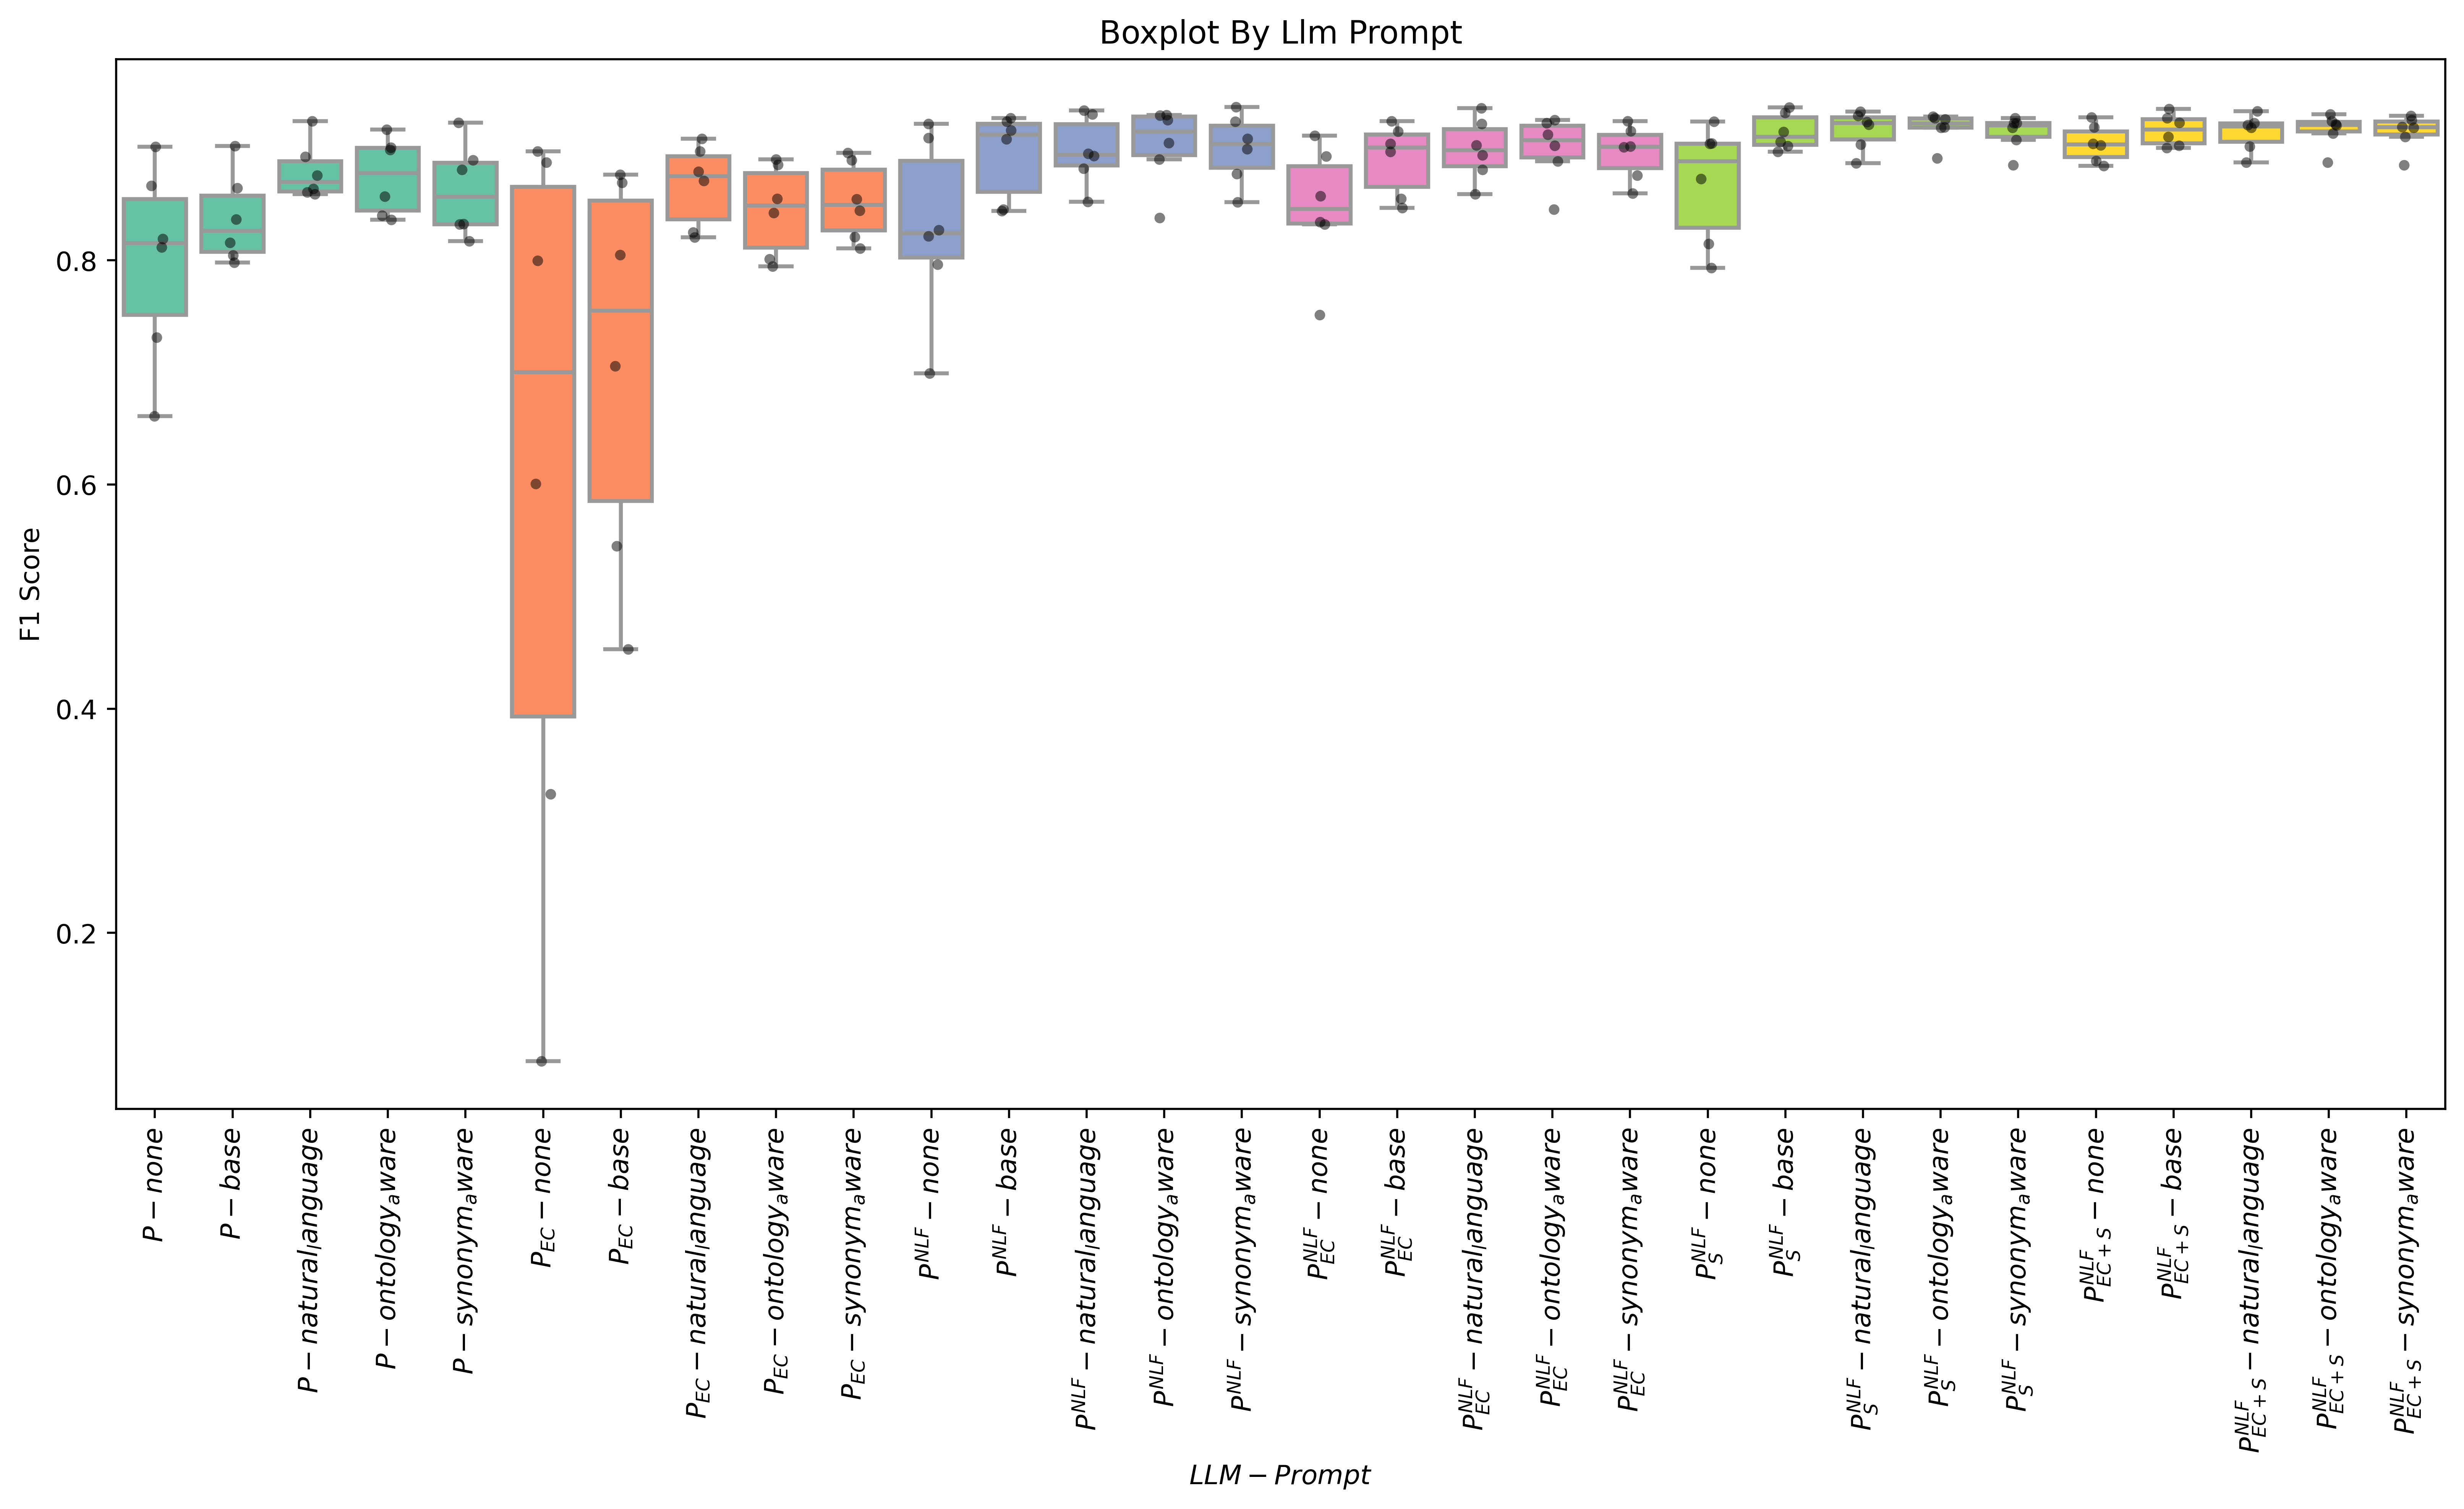 Boxplot By Llm Prompt
F1 Score
0.8
0.6
0.4
0.2
P − none
P − base
P − natural_language
P − ontology_aware
P − synonym_aware
P_EC − none
P_EC − base
P_EC − natural_language
P_EC − ontology_aware
P_EC − synonym_aware
P^NLF − none
P^NLF − base
P^NLF − natural_language
P^NLF − ontology_aware
P^NLF − synonym_aware
P^NLF_EC − none
P^NLF_EC − base
P^NLF_EC − natural_language
P^NLF_EC − ontology_aware
P^NLF_EC − synonym_aware
P^NLF_S − none
P^NLF_S − base
P^NLF_S − natural_language
P^NLF_S − ontology_aware
P^NLF_S − synonym_aware
P^NLF_EC+S − none
P^NLF_EC+S − base
P^NLF_EC+S − natural_language
P^NLF_EC+S − ontology_aware
P^NLF_EC+S − synonym_aware
LLM − Prompt